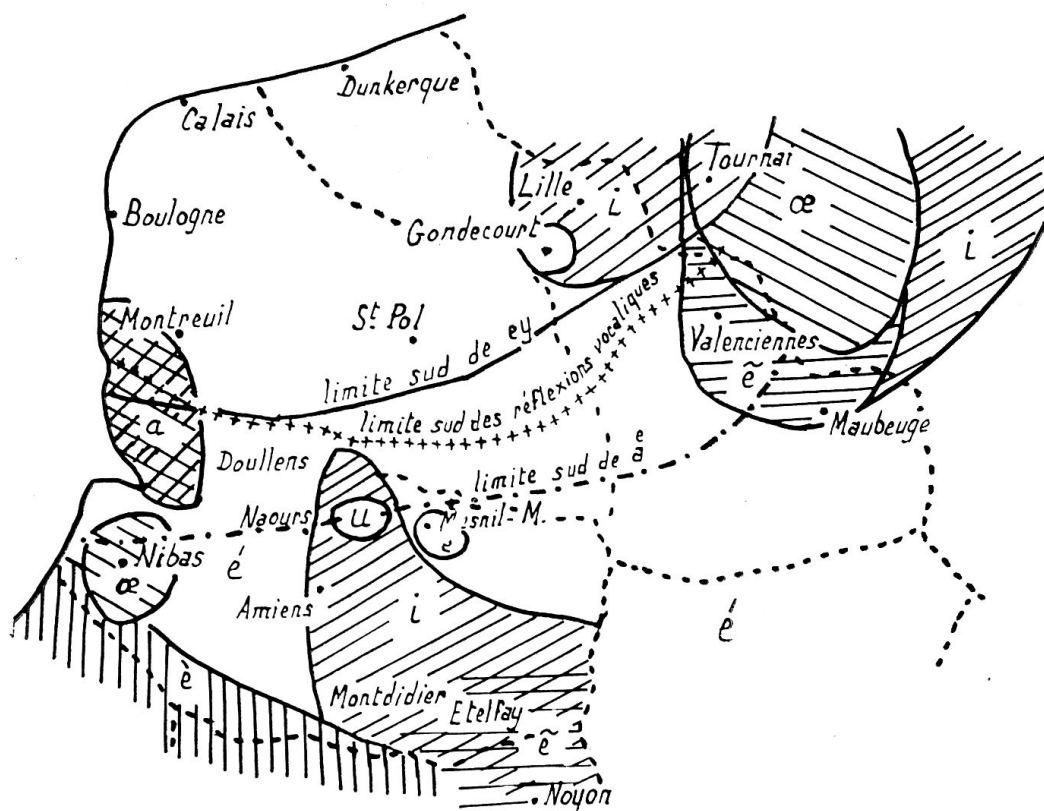 Dunkerque
Calais
Tournai
Lille
i
œ
Boulogne
Gondecourt
i
Montreuil
St Pol
Valenciennes
limite sud de ey
ẽ
limite sud des réflexions vocaliques
a
Maubeuge
Doullens
limite sud de e a
Naours
u
Mesnil-M.
e
Nibas
é
œ
Amiens
i
é
è
Montdidier
Etelfay
ẽ
Noyon